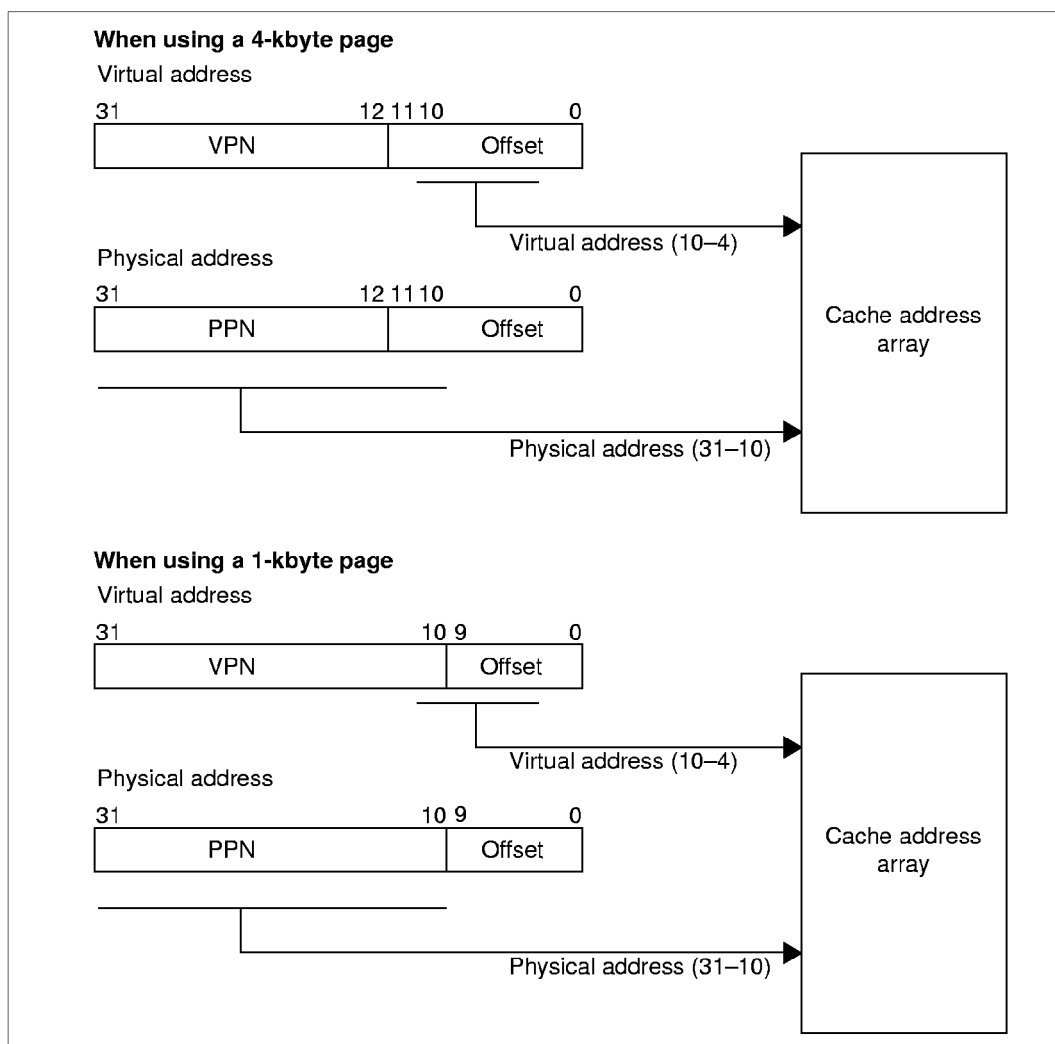 When using a 4-kbyte page
Virtual address
31 12 11 10 0
VPN Offset
Virtual address (10–4)
Physical address
31 12 11 10 0
PPN Offset
Cache address
array
Physical address (31–10)
When using a 1-kbyte page
Virtual address
31 10 9 0
VPN Offset
Virtual address (10–4)
Physical address
31 10 9 0
PPN Offset
Cache address
array
Physical address (31–10)